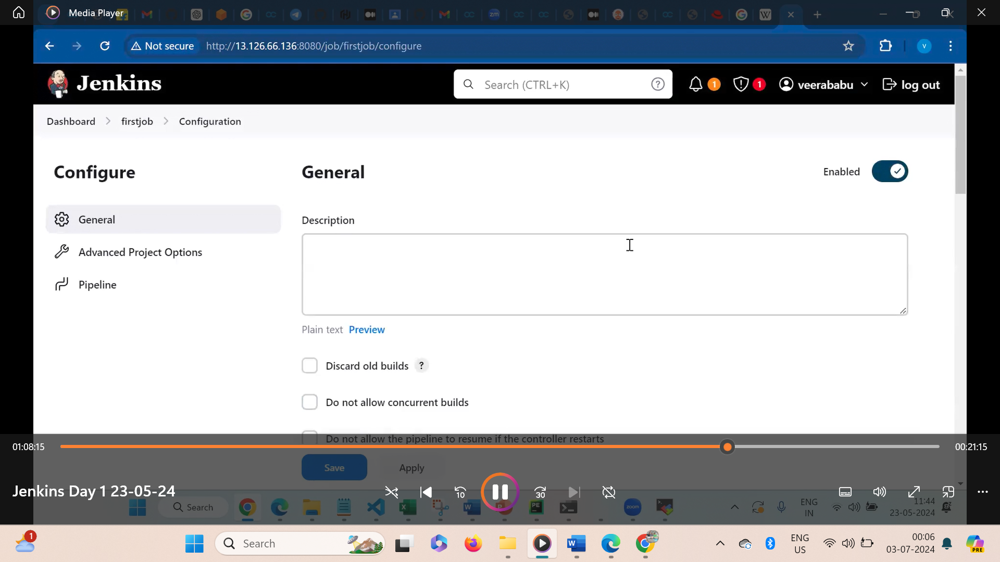 Media Player
Not secure
http://13.126.66.136:8080/job/firstjob/configure
V
Jenkins
Search (CTRL+K)
?
1
1
veerababu
log out
Dashboard
firstjob
Configuration
Configure
General
Enabled
General
Advanced Project Options
Pipeline
Description
Plain text
Preview
Discard old builds
?
Do not allow concurrent builds
Do not allow the pipeline to resume if the controller restarts
01:08:15
00:21:15
Save
Apply
Jenkins Day 1 23-05-24
10
30
Search
zoom
ENG
IN
11:44
23-05-2024
1
Search
ENG
US
00:06
03-07-2024
PRE